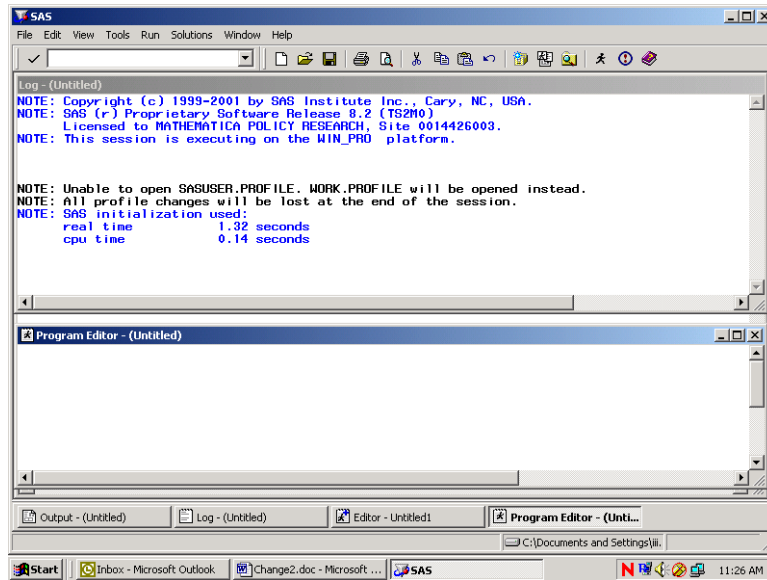 SAS
File Edit View Tools Run Solutions Window Help
Log - (Untitled)
NOTE: Copyright (c) 1999-2001 by SAS Institute Inc., Cary, NC, USA.
NOTE: SAS (r) Proprietary Software Release 8.2 (TS2M0)
Licensed to MATHEMATICA POLICY RESEARCH, Site 0014426003.
NOTE: This session is executing on the WIN_PRO platform.
NOTE: Unable to open SASUSER.PROFILE. WORK.PROFILE will be opened instead.
NOTE: All profile changes will be lost at the end of the session.
NOTE: SAS initialization used:
real time 1.32 seconds
cpu time 0.14 seconds
Program Editor - (Untitled)
Output - (Untitled) Log - (Untitled) Editor - Untitled1 Program Editor - (Unti...
C:\Documents and Settings\iii.
Start Inbox - Microsoft Outlook Change2.doc - Microsoft ... SAS N 11:26 AM